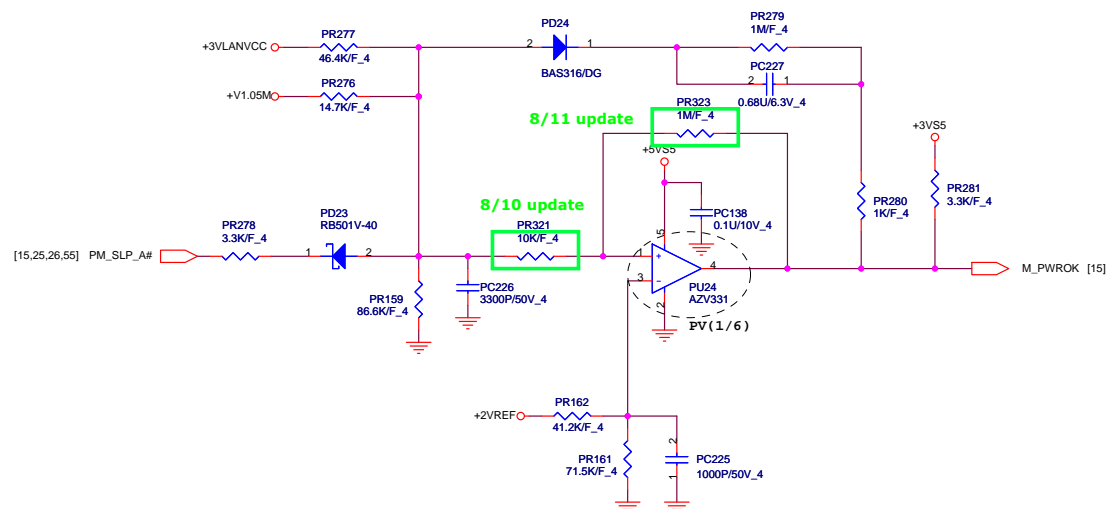 PD24
2
1
BAS316/DG
PR279
1M/F_4
+3VLANVCC
PR277
46.4K/F_4
PC227
2
1
0.68U/6.3V_4
+V1.05M
PR276
14.7K/F_4
8/11 update
PR323
1M/F_4
+3VS5
+5VS5
8/10 update
PR321
10K/F_4
PC138
0.1U/10V_4
PR280
1K/F_4
PR281
3.3K/F_4
[15,25,26,55] PM_SLP_A#
PR278
3.3K/F_4
PD23
RB501V-40
1
2
PR159
86.6K/F_4
PC226
3300P/50V_4
1
+
3
-
5
2
4
PU24
AZV331
PV(1/6)
M_PWROK [15]
+2VREF
PR162
41.2K/F_4
PR161
71.5K/F_4
2
1
PC225
1000P/50V_4